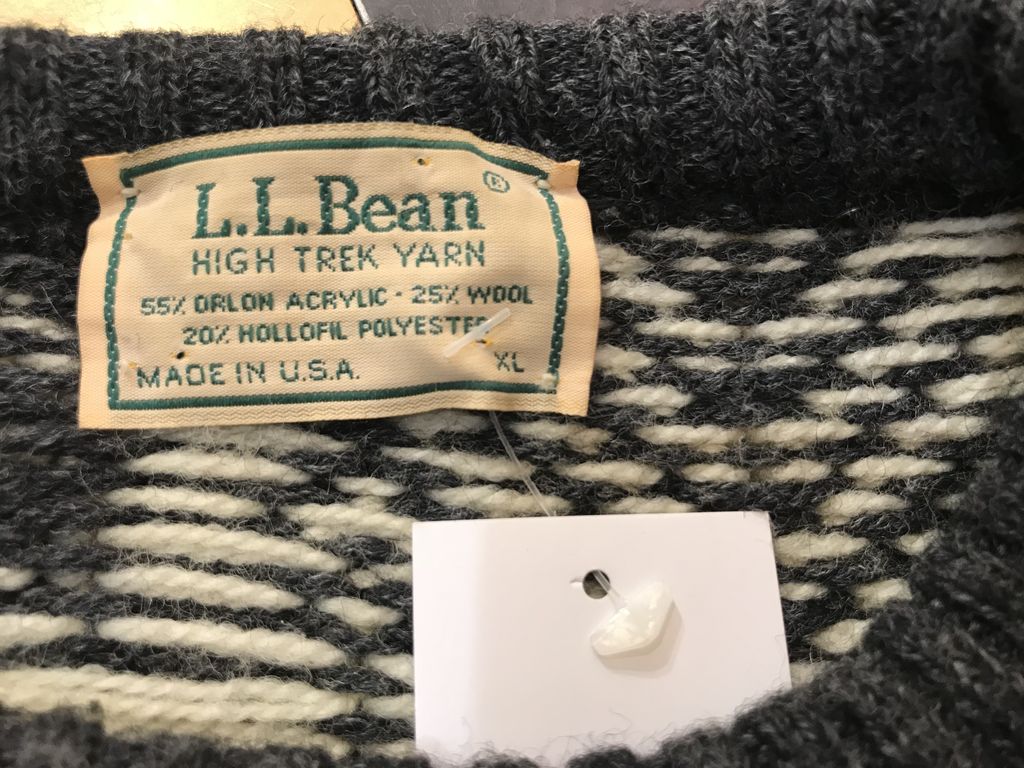 L.L.Bean®
HIGH TREK YARN
55% ORLON ACRYLIC · 25% WOOL
20% HOLLOFIL POLYESTER
MADE IN U.S.A. XL